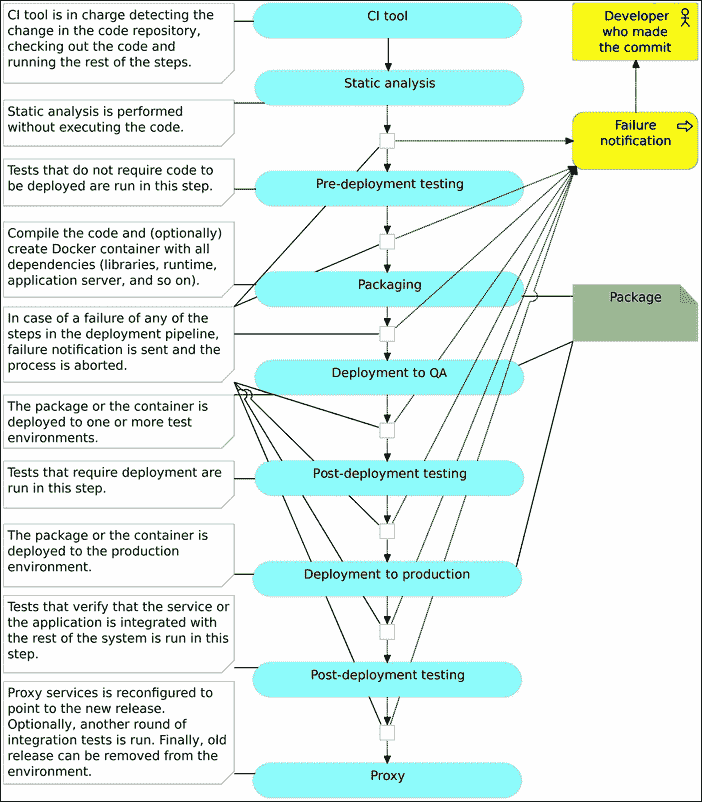 CI tool is in charge detecting the
change in the code repository,
checking out the code and
running the rest of the steps.
CI tool
Developer
who made
the commit
Static analysis
Static analysis is performed
without executing the code.
Failure
notification
Tests that do not require code to
be deployed are run in this step.
Pre-deployment testing
Compile the code and (optionally)
create Docker container with all
dependencies (libraries, runtime,
application server, and so on).
Packaging
Package
In case of a failure of any of the
steps in the deployment pipeline,
failure notification is sent and the
process is aborted.
Deployment to QA
The package or the container is
deployed to one or more test
environments.
Tests that require deployment are
run in this step.
Post-deployment testing
The package or the container is
deployed to the production
environment.
Deployment to production
Tests that verify that the service or
the application is integrated with
the rest of the system is run in this
step.
Post-deployment testing
Proxy services is reconfigured to
point to the new release.
Optionally, another round of
integration tests is run. Finally, old
release can be removed from the
environment.
Proxy